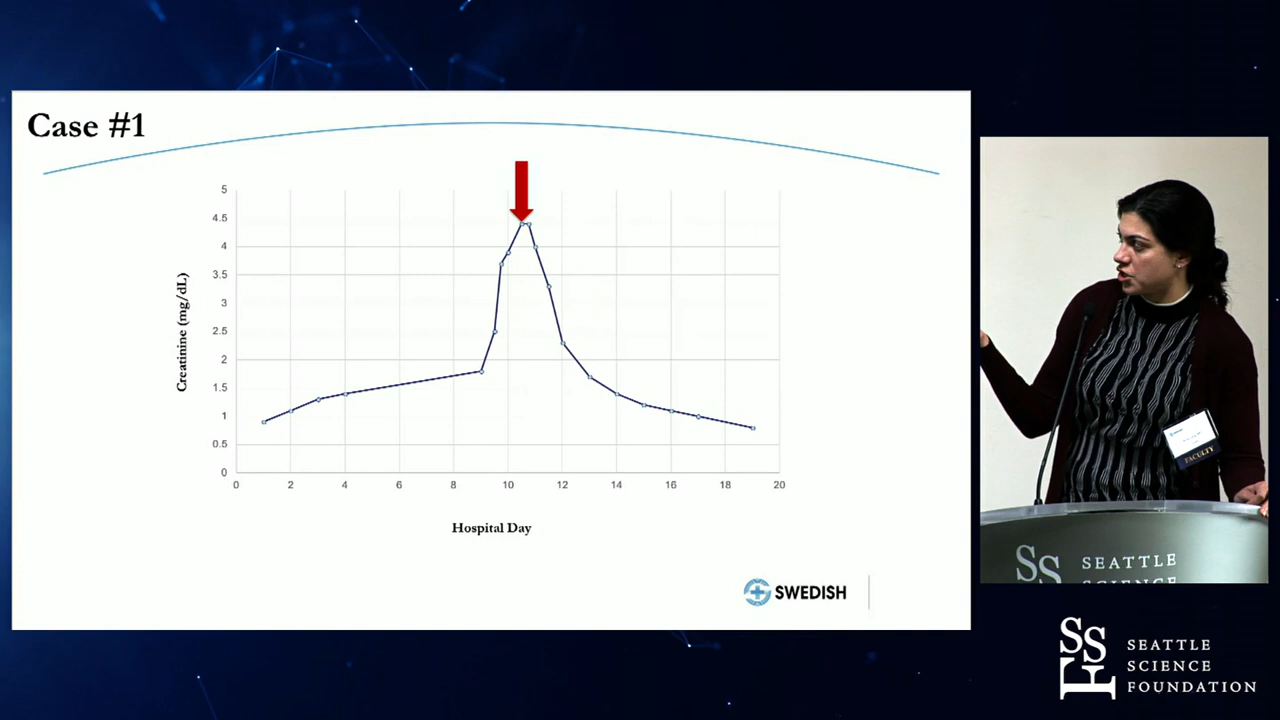 Case #1
5
4.5
4
3.5
3
2.5
2
1.5
1
0.5
0
Creatinine (mg/dL)
0 2 4 6 8 10 12 14 16 18 20
Hospital Day
SWEDISH
FACULTY
SS
SEATTLE
SCIENCE
SSF
SEATTLE
SCIENCE
FOUNDATION